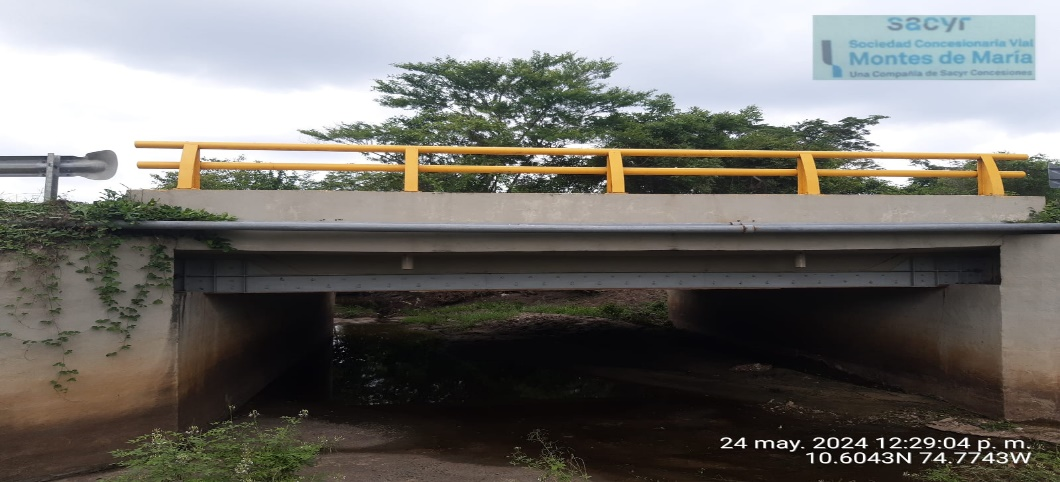 sacyr
Sociedad Concesionaria Vial
Montes de María
Una Compañía de Sacyr Concesiones
24 may. 2024 12:29:04 p. m.
10.6043N 74.7743W